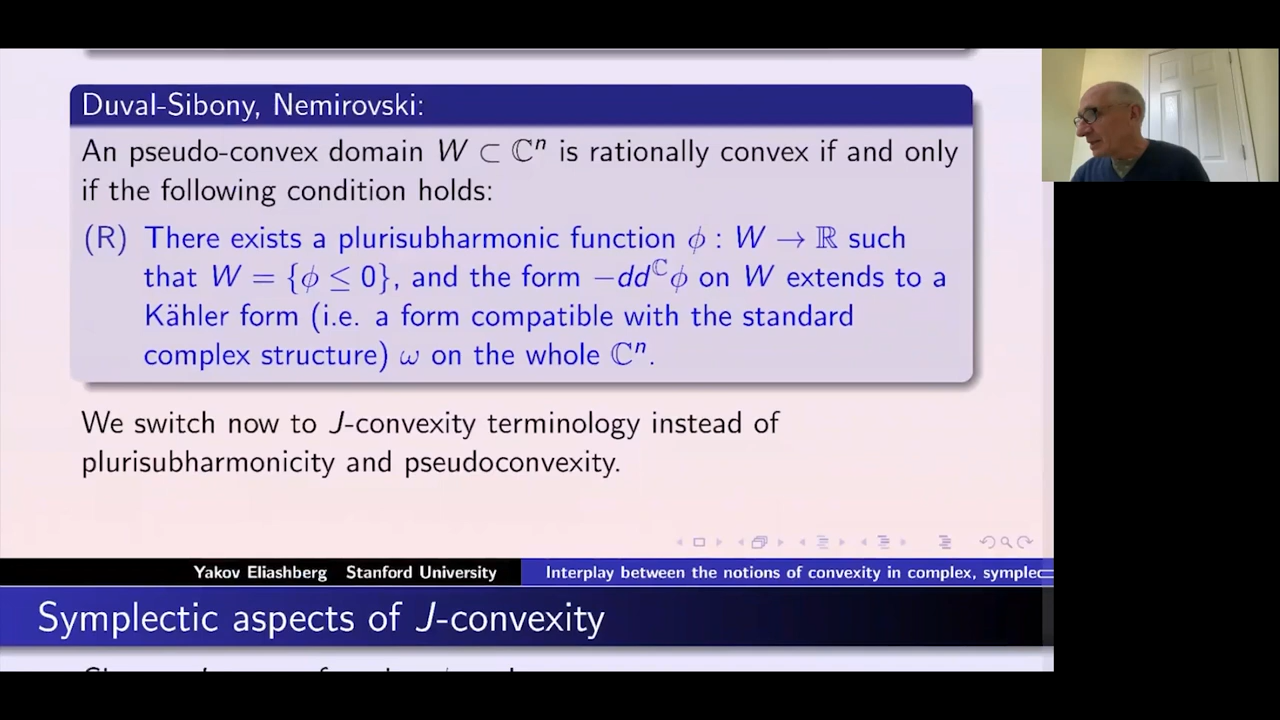 Duval-Sibony, Nemirovski:
An pseudo-convex domain W ⊂ ℂⁿ is rationally convex if and only
if the following condition holds:
(R) There exists a plurisubharmonic function ϕ : W → ℝ such
that W = {ϕ ≤ 0}, and the form −dd^ℂϕ on W extends to a
Kähler form (i.e. a form compatible with the standard
complex structure) ω on the whole ℂⁿ.
We switch now to J-convexity terminology instead of
plurisubharmonicity and pseudoconvexity.
Yakov Eliashberg Stanford University
Interplay between the notions of convexity in complex, symplec
Symplectic aspects of J-convexity